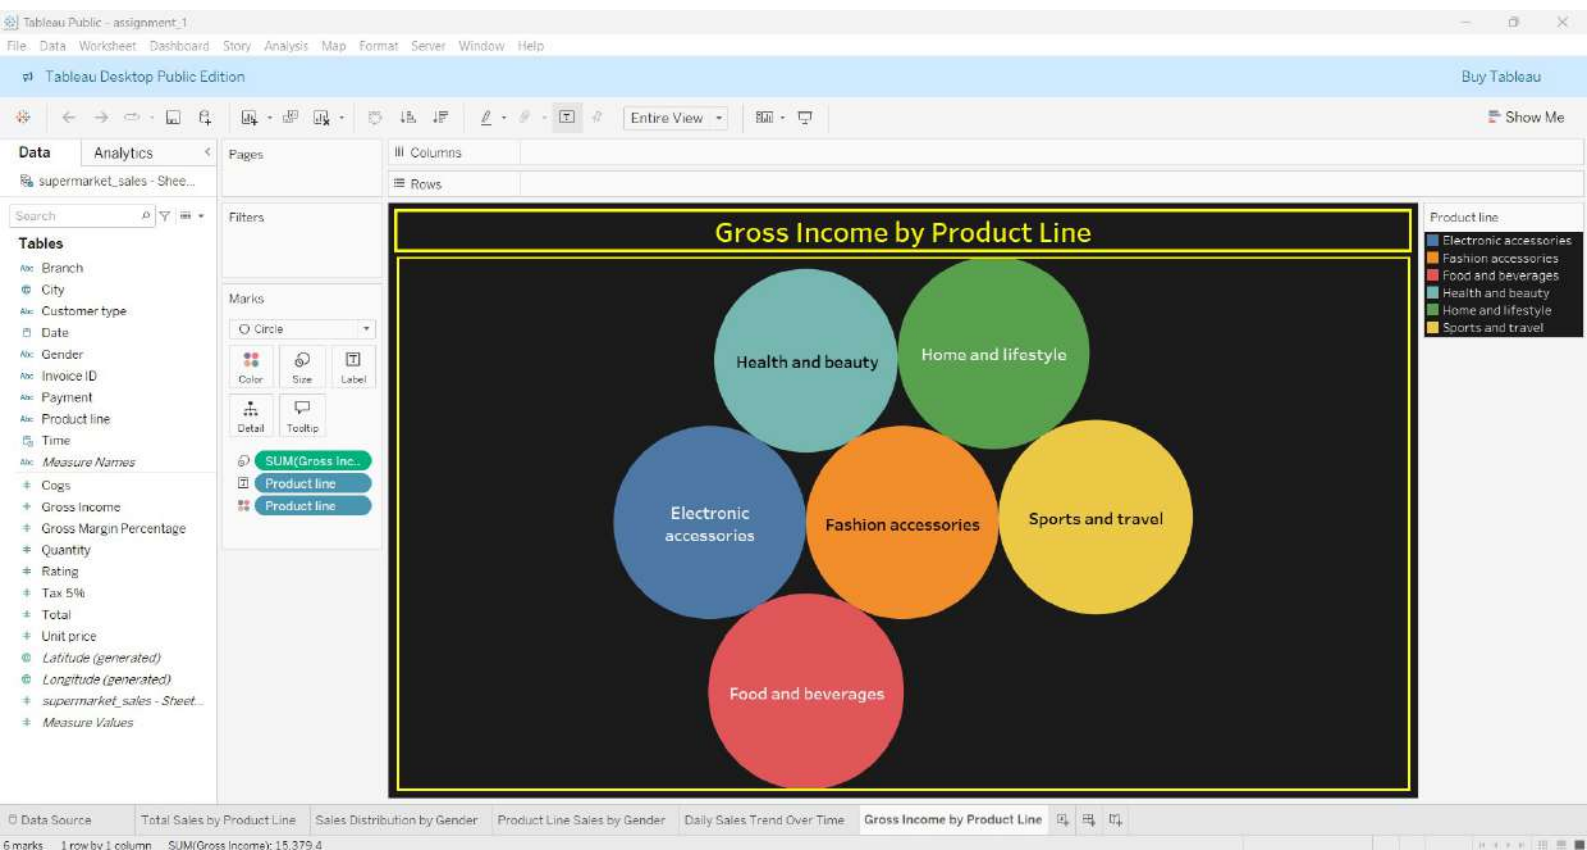 Tableau Public - assignment_1
File Data Worksheet Dashboard Story Analysis Map Format Server Window Help
Tableau Desktop Public Edition
Buy Tableau
Entire View
Show Me
Data
Analytics
supermarket_sales - Shee...
Search
Tables
Abc Branch
City
Abc Customer type
Date
Abc Gender
Abc Invoice ID
Abc Payment
Abc Product line
Time
Abc Measure Names
Cogs
Gross Income
Gross Margin Percentage
Quantity
Rating
Tax 5%
Total
Unit price
Latitude (generated)
Longitude (generated)
supermarket_sales - Sheet...
Measure Values
Pages
Filters
Marks
Circle
Color
Size
Label
Detail
Tooltip
SUM(Gross Inc..
Product line
Product line
Columns
Rows
Gross Income by Product Line
Health and beauty
Home and lifestyle
Electronic
accessories
Fashion accessories
Sports and travel
Food and beverages
Product line
Electronic accessories
Fashion accessories
Food and beverages
Health and beauty
Home and lifestyle
Sports and travel
Data Source
Total Sales by Product Line
Sales Distribution by Gender
Product Line Sales by Gender
Daily Sales Trend Over Time
Gross Income by Product Line
6 marks 1 row by 1 column SUM(Gross Income): 15,379.4